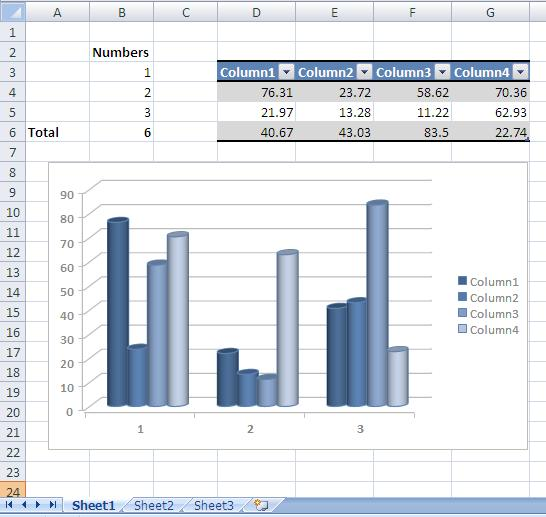 A B C D E F G
1
2 Numbers
3 1 Column1 Column2 Column3 Column4
4 2 76.31 23.72 58.62 70.36
5 3 21.97 13.28 11.22 62.93
6 Total 6 40.67 43.03 83.5 22.74
7
8
9
10
11
12
13
14
15
16
17
18
19
20
21
22
23
24
90
80
70
60
50
40
30
20
10
0
1 2 3
Column1
Column2
Column3
Column4
Sheet1 Sheet2 Sheet3